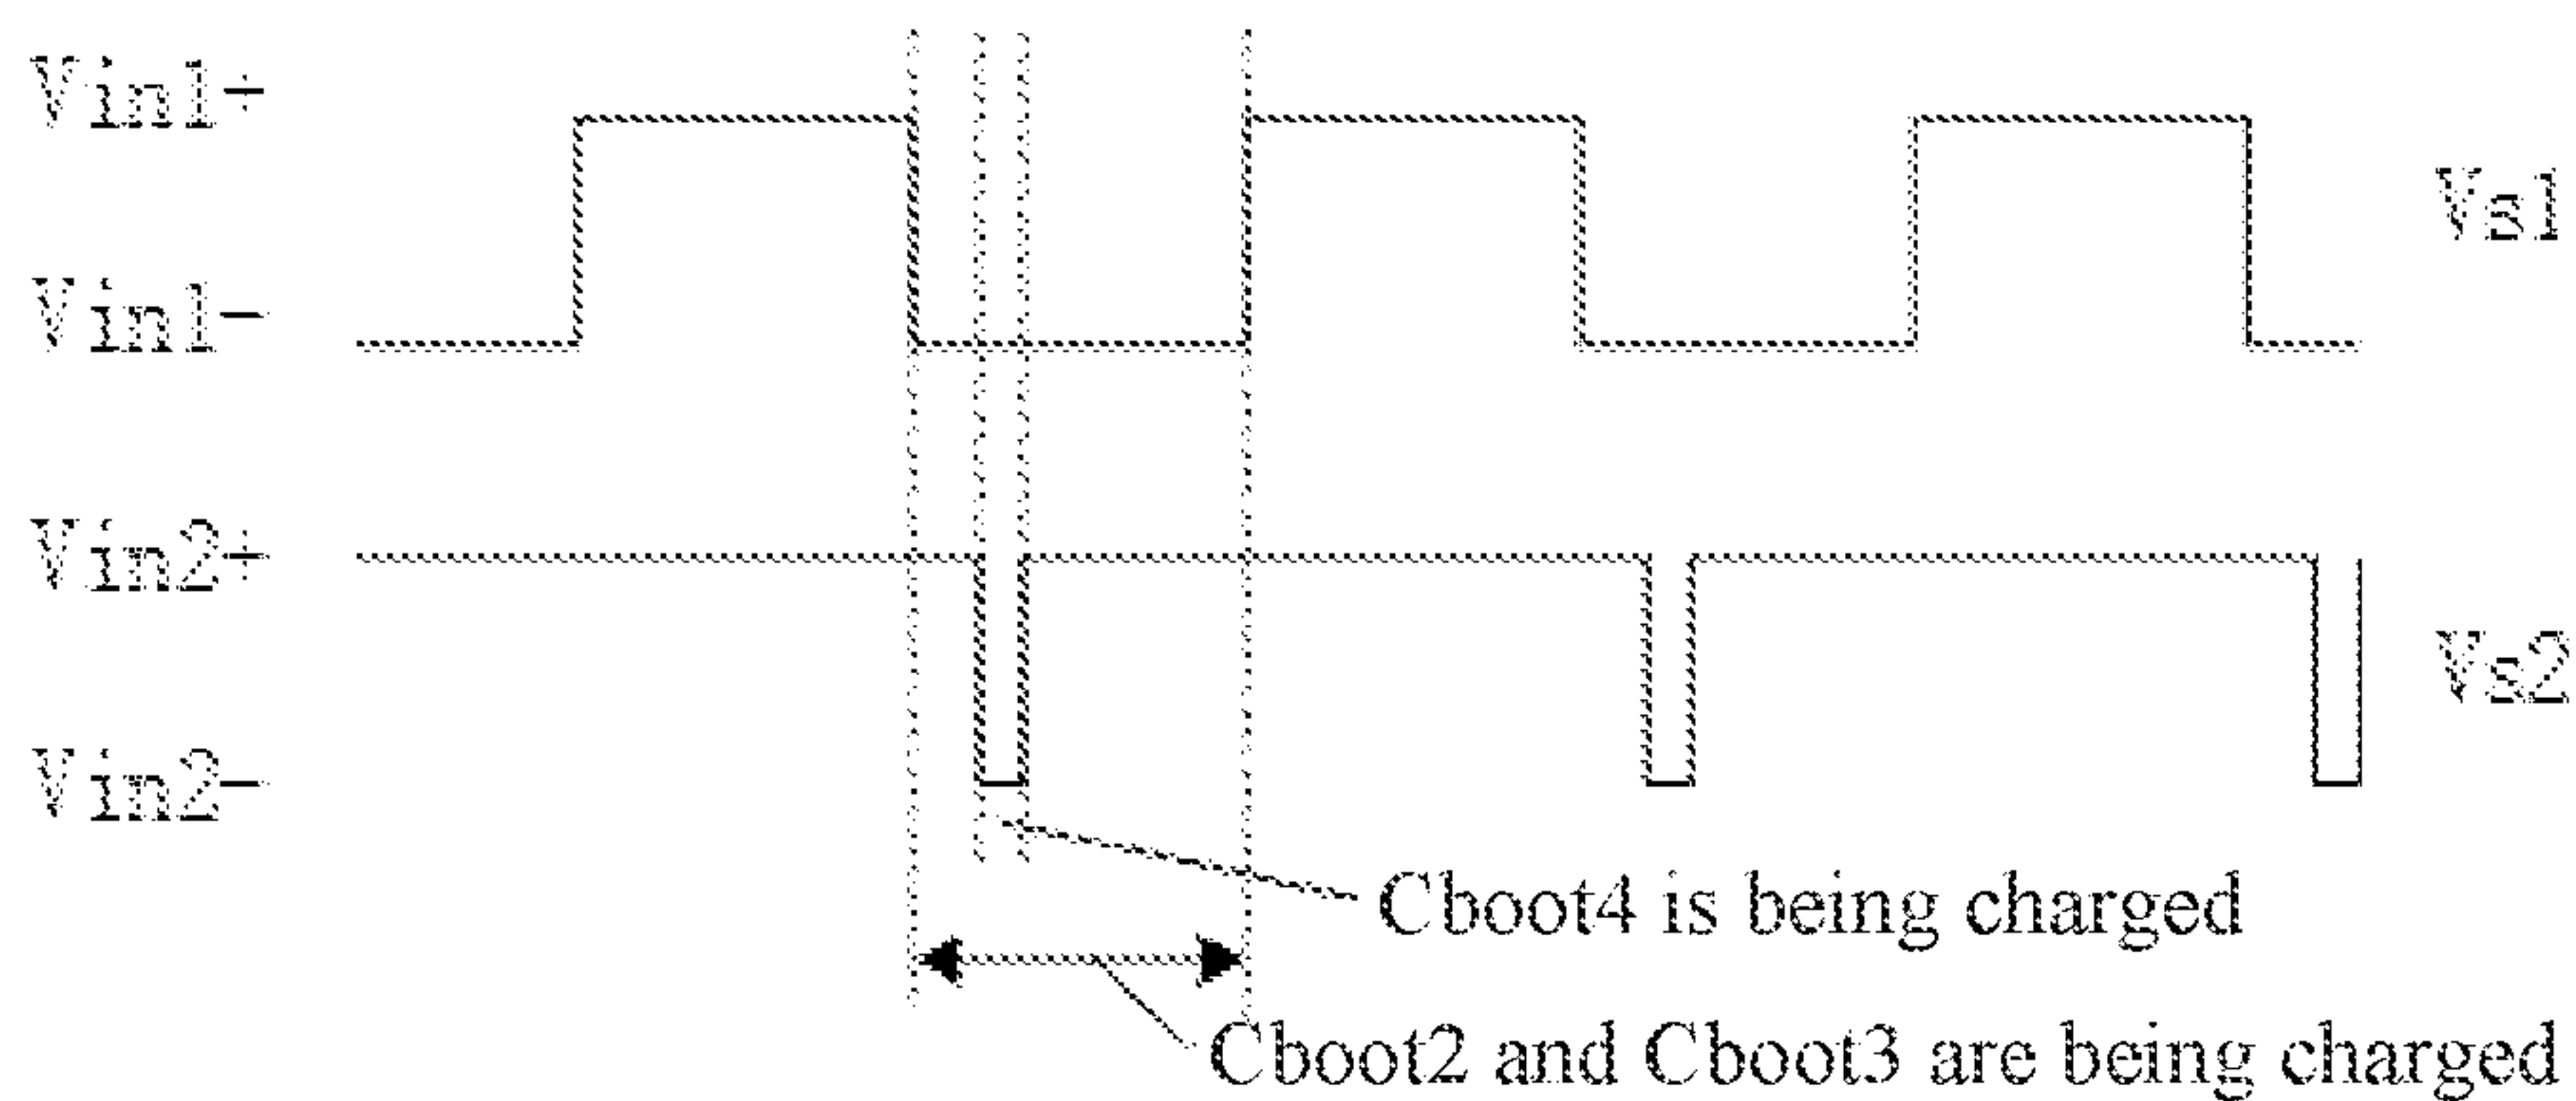 Vin1+
Vs1
Vin1-
Vin2+
Vs2
Vin2-
Cboot4 is being charged
Cboot2 and Cboot3 are being charged